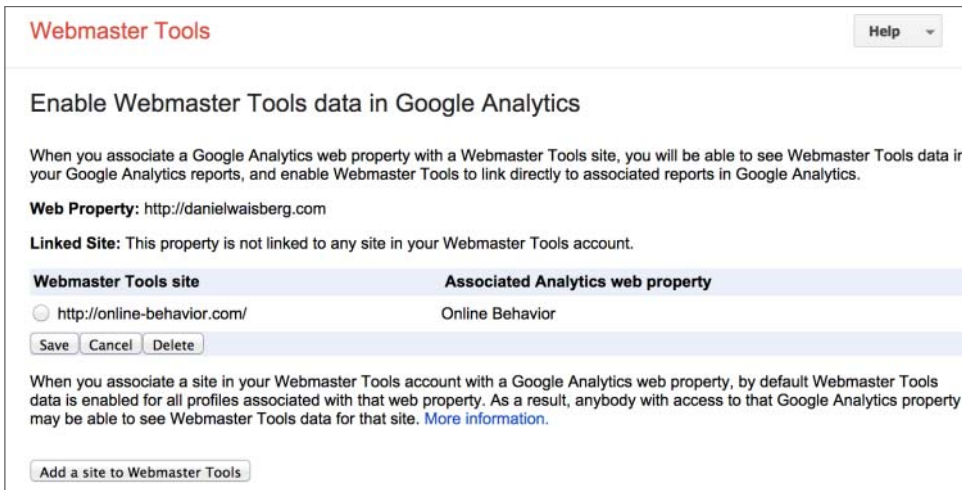 Webmaster Tools
Help
Enable Webmaster Tools data in Google Analytics
When you associate a Google Analytics web property with a Webmaster Tools site, you will be able to see Webmaster Tools data in
your Google Analytics reports, and enable Webmaster Tools to link directly to associated reports in Google Analytics.
Web Property: http://danielwaisberg.com
Linked Site: This property is not linked to any site in your Webmaster Tools account.
Webmaster Tools site Associated Analytics web property
http://online-behavior.com/ Online Behavior
Save Cancel Delete
When you associate a site in your Webmaster Tools account with a Google Analytics web property, by default Webmaster Tools
data is enabled for all profiles associated with that web property. As a result, anybody with access to that Google Analytics property
may be able to see Webmaster Tools data for that site. More information.
Add a site to Webmaster Tools